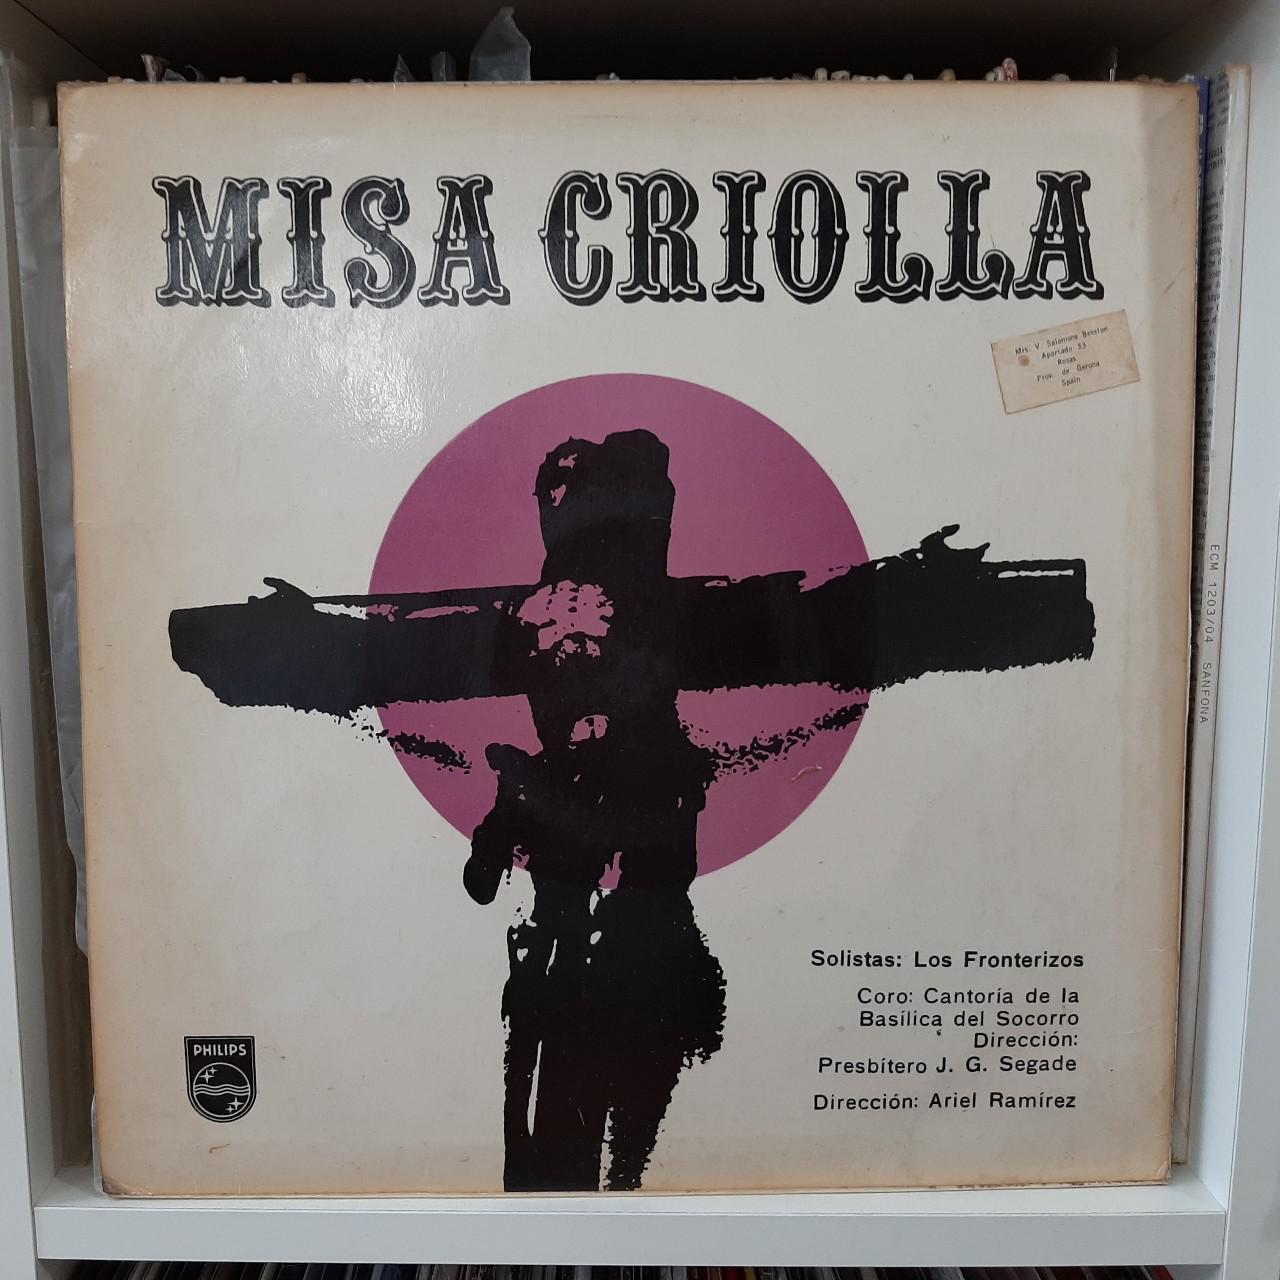 MISA CRIOLLA
Mrs. V. Salomons Benston
Apartado 53
Rosas
Prov. de Gerona
Spain
Solistas: Los Fronterizos
Coro: Cantoría de la
Basílica del Socorro
Dirección:
Presbítero J. G. Segade
Dirección: Ariel Ramírez
PHILIPS
ECM 1203/04 SANFONA